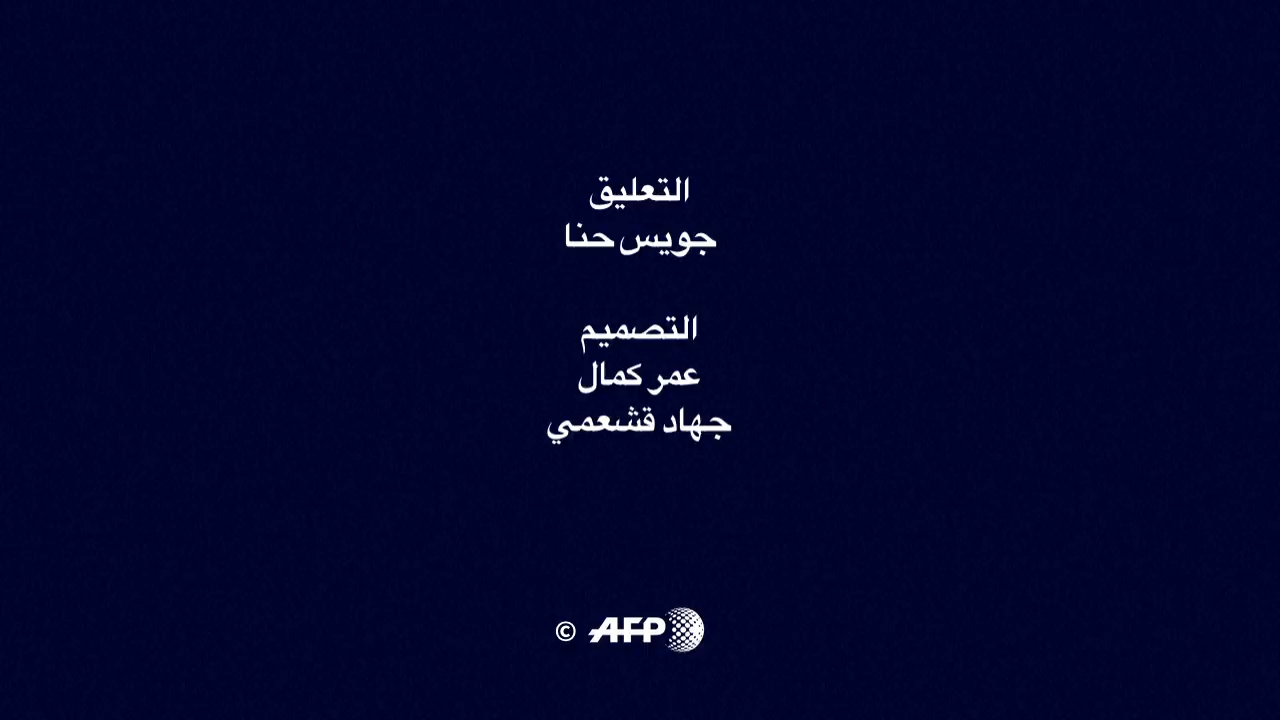 التعليق
جويس حنا
التصميم
عمر كمال
جهاد قشعمي
© AFP